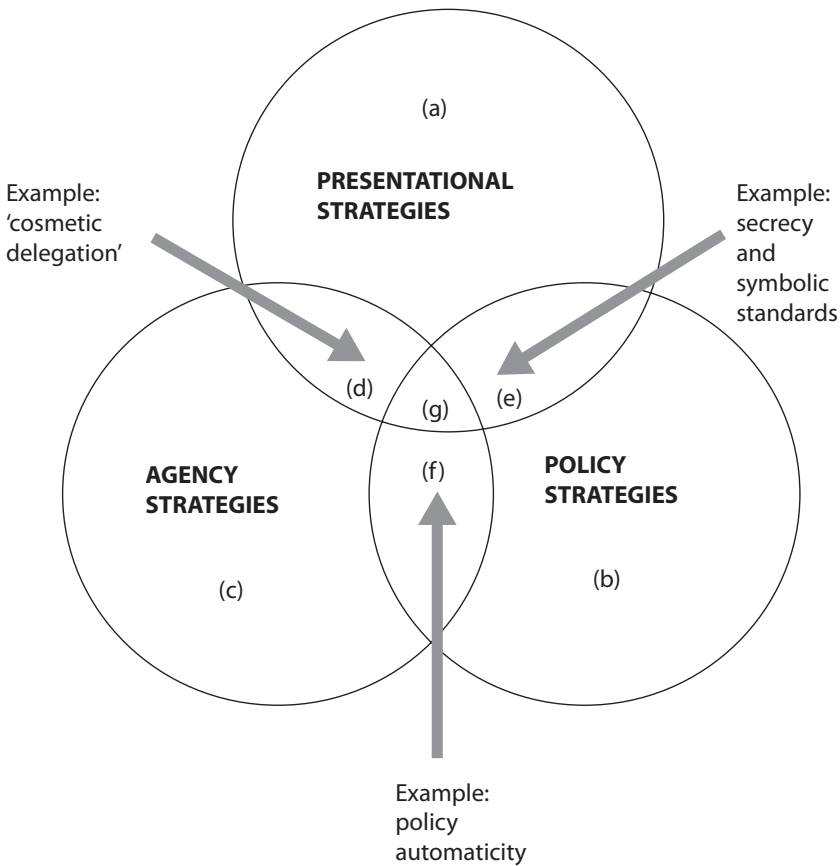 (a)
PRESENTATIONAL
STRATEGIES
Example:
‘cosmetic
delegation’
Example:
secrecy
and
symbolic
standards
(d)
(g)
(e)
(f)
AGENCY
STRATEGIES
POLICY
STRATEGIES
(c)
(b)
Example:
policy
automaticity